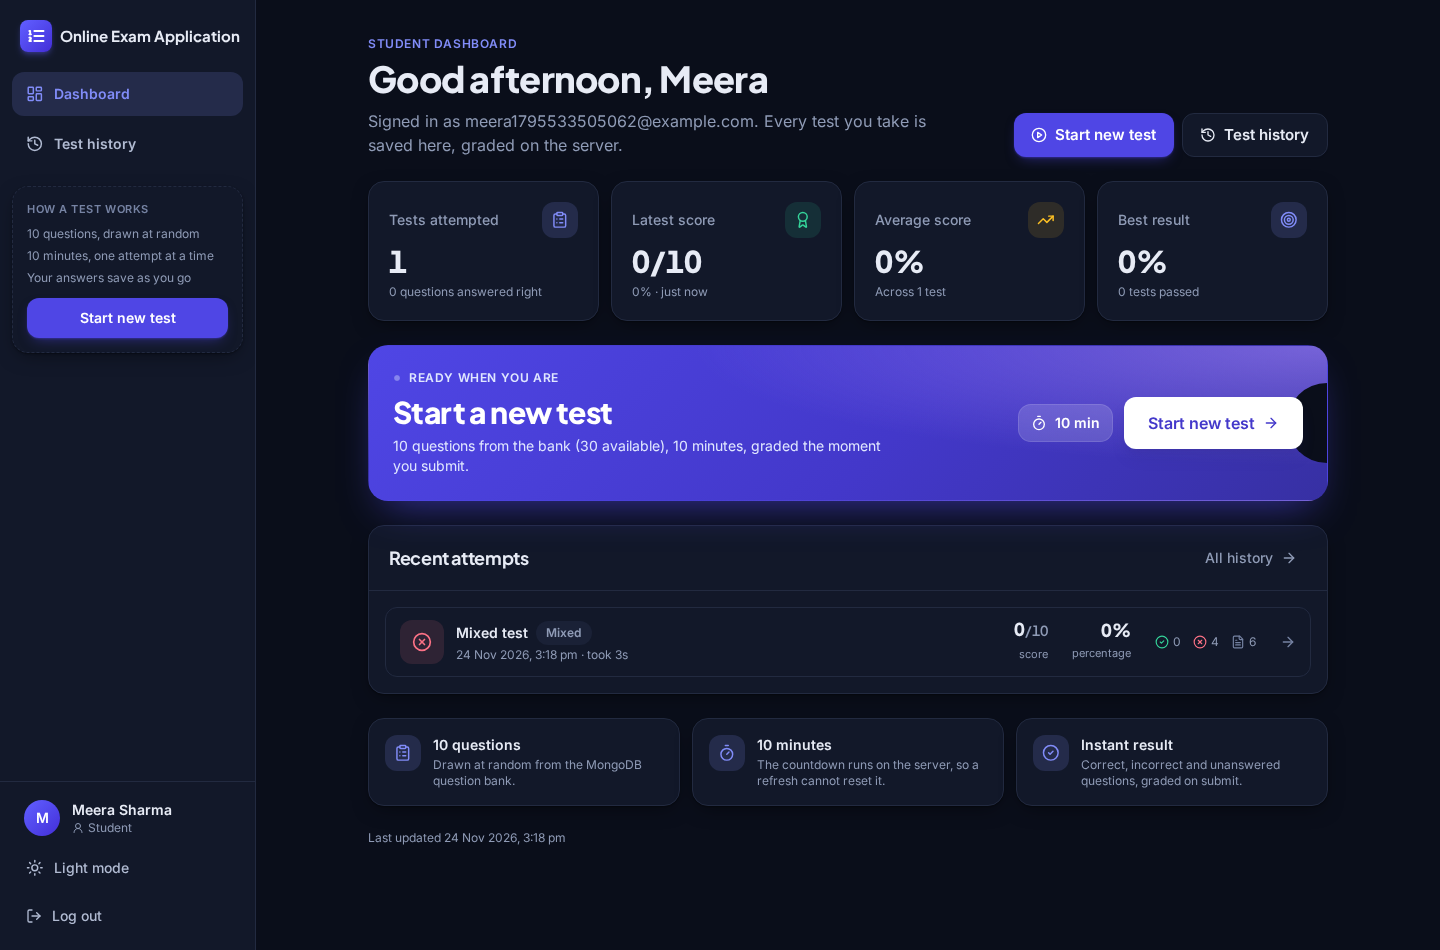 Online Exam Application
Dashboard
Test history
HOW A TEST WORKS
10 questions, drawn at random
10 minutes, one attempt at a time
Your answers save as you go
Start new test
Meera Sharma
M
Student
Light mode
Log out
STUDENT DASHBOARD
Good afternoon, Meera
Signed in as meera1795533505062@example.com. Every test you take is
saved here, graded on the server.
Start new test
Test history
Tests attempted
1
0 questions answered right
Latest score
0/10
0% · just now
Average score
0%
Across 1 test
Best result
0%
0 tests passed
READY WHEN YOU ARE
Start a new test
10 questions from the bank (30 available), 10 minutes, graded the moment
you submit.
10 min
Start new test
Recent attempts
All history
Mixed test Mixed
24 Nov 2026, 3:18 pm · took 3s
0/10
score
0%
percentage
0 4 6
10 questions
Drawn at random from the MongoDB
question bank.
10 minutes
The countdown runs on the server, so a
refresh cannot reset it.
Instant result
Correct, incorrect and unanswered
questions, graded on submit.
Last updated 24 Nov 2026, 3:18 pm